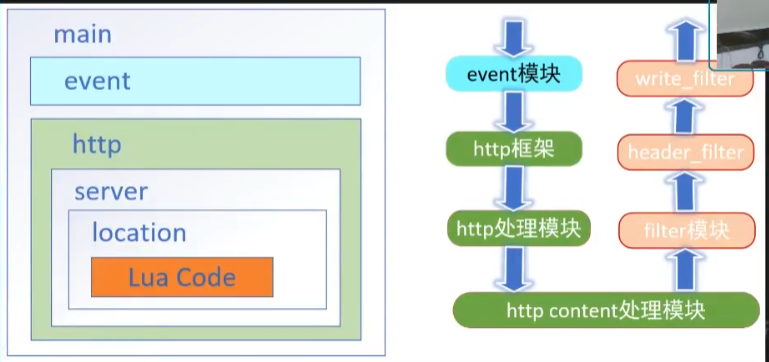 main
event
http
server
location
Lua Code
event模块
http框架
http处理模块
http content处理模块
filter模块
header_filter
write_filter